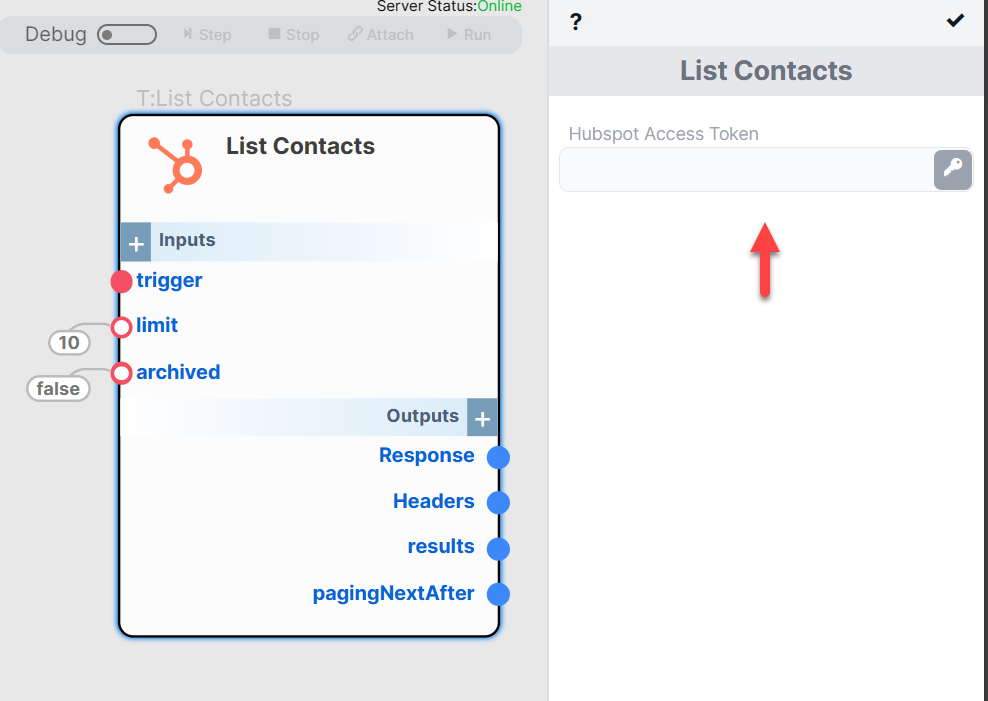 Server Status:Online
Debug
Step
Stop
Attach
Run
T:List Contacts
List Contacts
+ Inputs
trigger
limit
10
archived
false
Outputs +
Response
Headers
results
pagingNextAfter
?
List Contacts
Hubspot Access Token